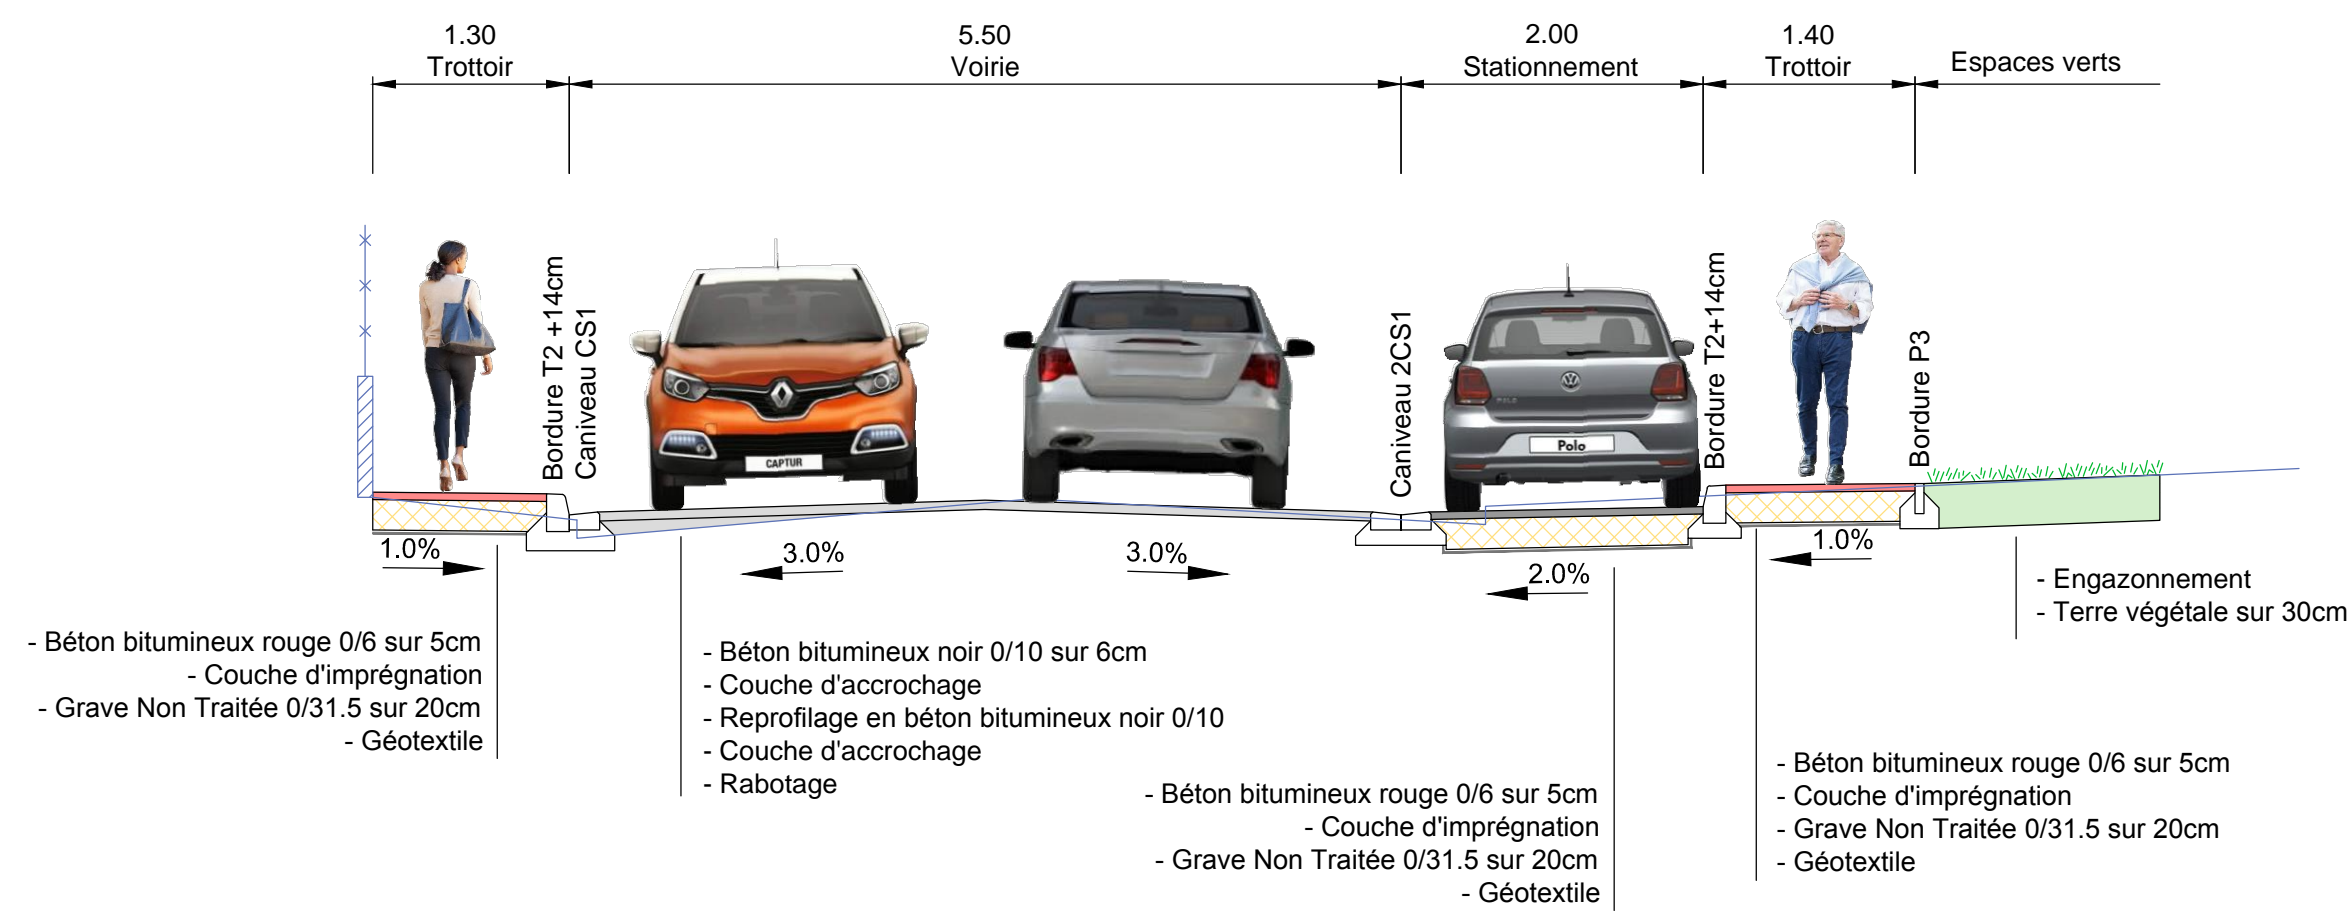 1.30
Trottoir
5.50
Voirie
2.00
Stationnement
1.40
Trottoir
Espaces verts
Bordure T2 +14cm
Caniveau CS1
Caniveau 2CS1
Bordure T2+14cm
Bordure P3
CAPTUR
POLO
Polo
1.0%
3.0%
3.0%
2.0%
1.0%
- Béton bitumineux rouge 0/6 sur 5cm
- Couche d'imprégnation
- Grave Non Traitée 0/31.5 sur 20cm
- Géotextile
- Béton bitumineux noir 0/10 sur 6cm
- Couche d'accrochage
- Reprofilage en béton bitumineux noir 0/10
- Couche d'accrochage
- Rabotage
- Béton bitumineux rouge 0/6 sur 5cm
- Couche d'imprégnation
- Grave Non Traitée 0/31.5 sur 20cm
- Géotextile
- Béton bitumineux rouge 0/6 sur 5cm
- Couche d'imprégnation
- Grave Non Traitée 0/31.5 sur 20cm
- Géotextile
- Engazonnement
- Terre végétale sur 30cm